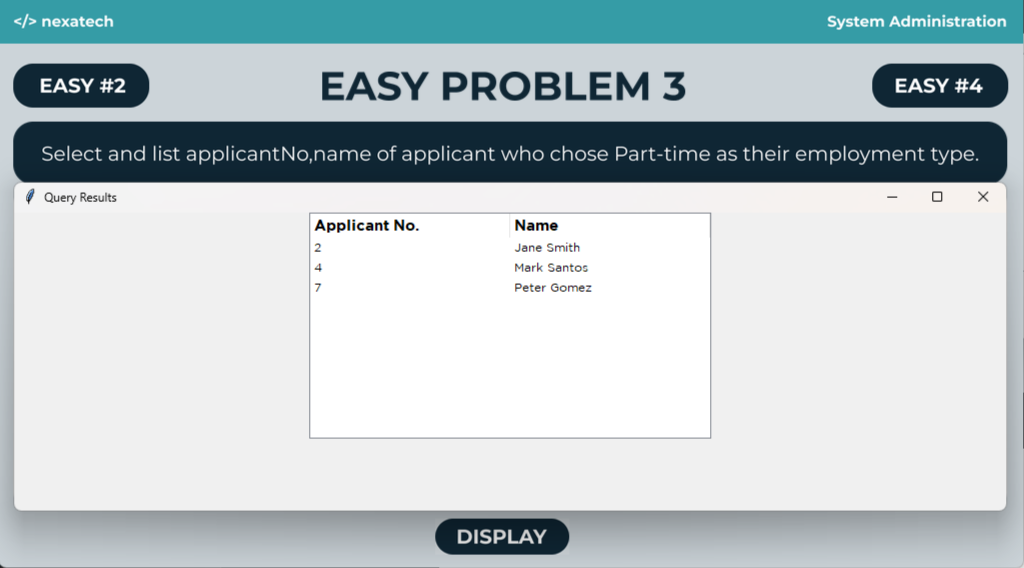 </> nexatech
System Administration
EASY #2
EASY PROBLEM 3
EASY #4
Select and list applicantNo,name of applicant who chose Part-time as their employment type.
Query Results
Applicant No. Name
2 Jane Smith
4 Mark Santos
7 Peter Gomez
DISPLAY